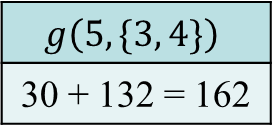 g(5,{3,4})
30 + 132 = 162